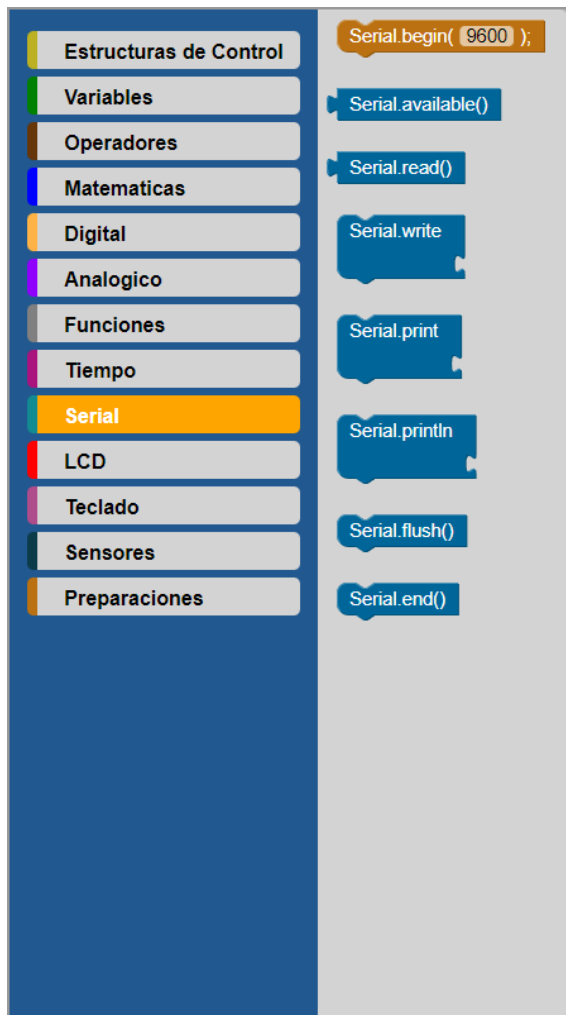 Estructuras de Control
Variables
Operadores
Matematicas
Digital
Analogico
Funciones
Tiempo
Serial
LCD
Teclado
Sensores
Preparaciones
Serial.begin( 9600 );
Serial.available()
Serial.read()
Serial.write
Serial.print
Serial.println
Serial.flush()
Serial.end()